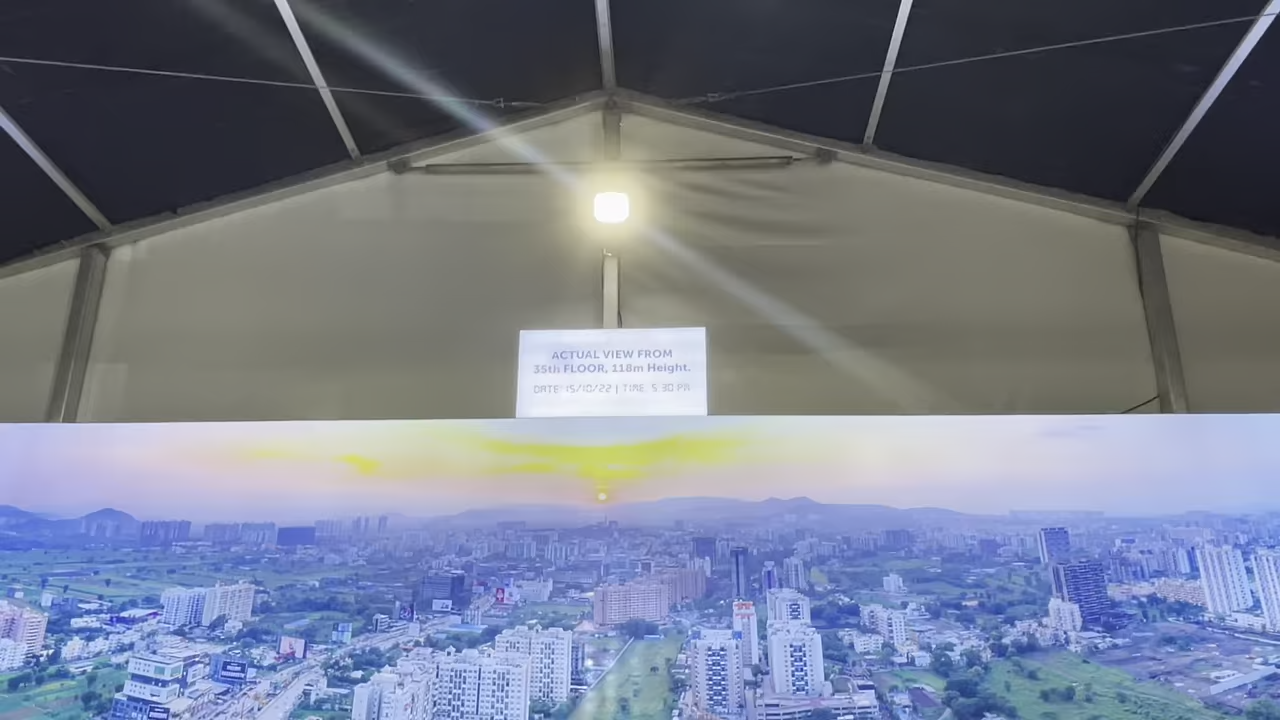 ACTUAL VIEW FROM
35th FLOOR, 118m Height.
DATE: 15/10/22 | TIME: 5:30 PM